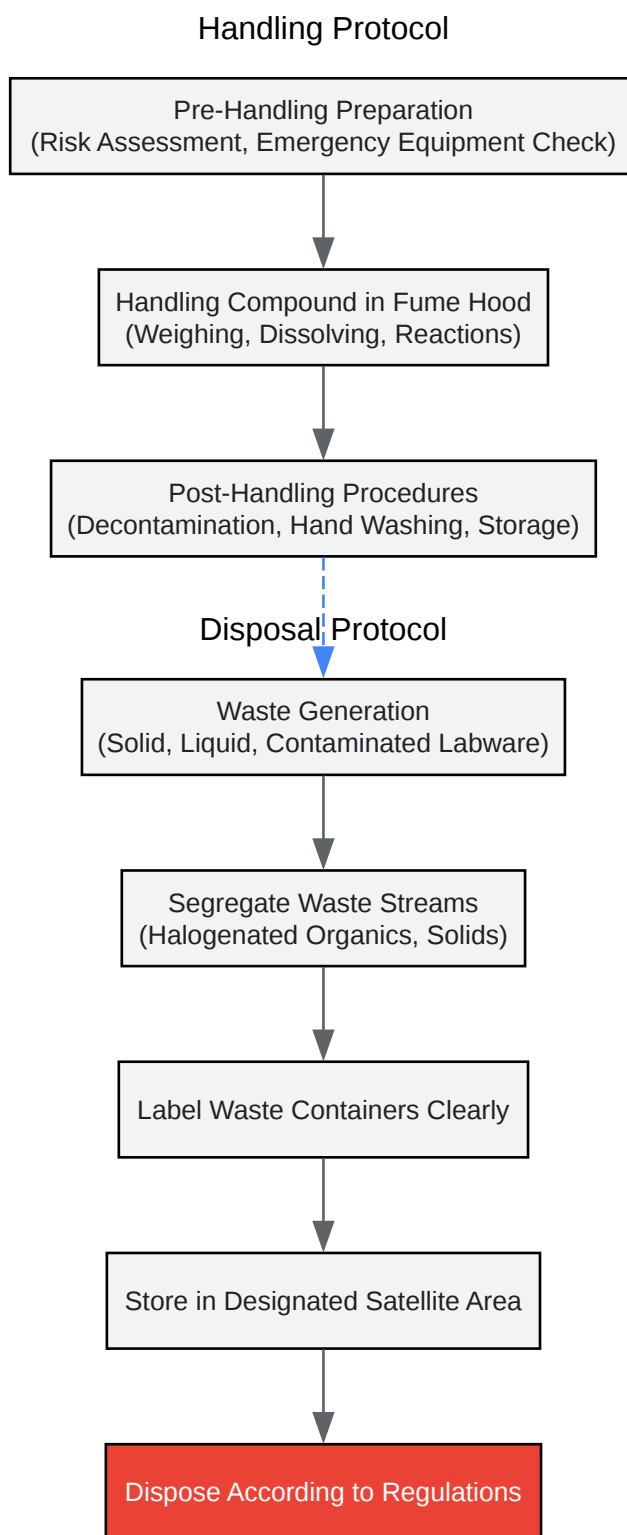 Handling Protocol
Pre-Handling Preparation
(Risk Assessment, Emergency Equipment Check)
Handling Compound in Fume Hood
(Weighing, Dissolving, Reactions)
Post-Handling Procedures
(Decontamination, Hand Washing, Storage)
Disposal Protocol
Waste Generation
(Solid, Liquid, Contaminated Labware)
Segregate Waste Streams
(Halogenated Organics, Solids)
Label Waste Containers Clearly
Store in Designated Satellite Area
Dispose According to Regulations